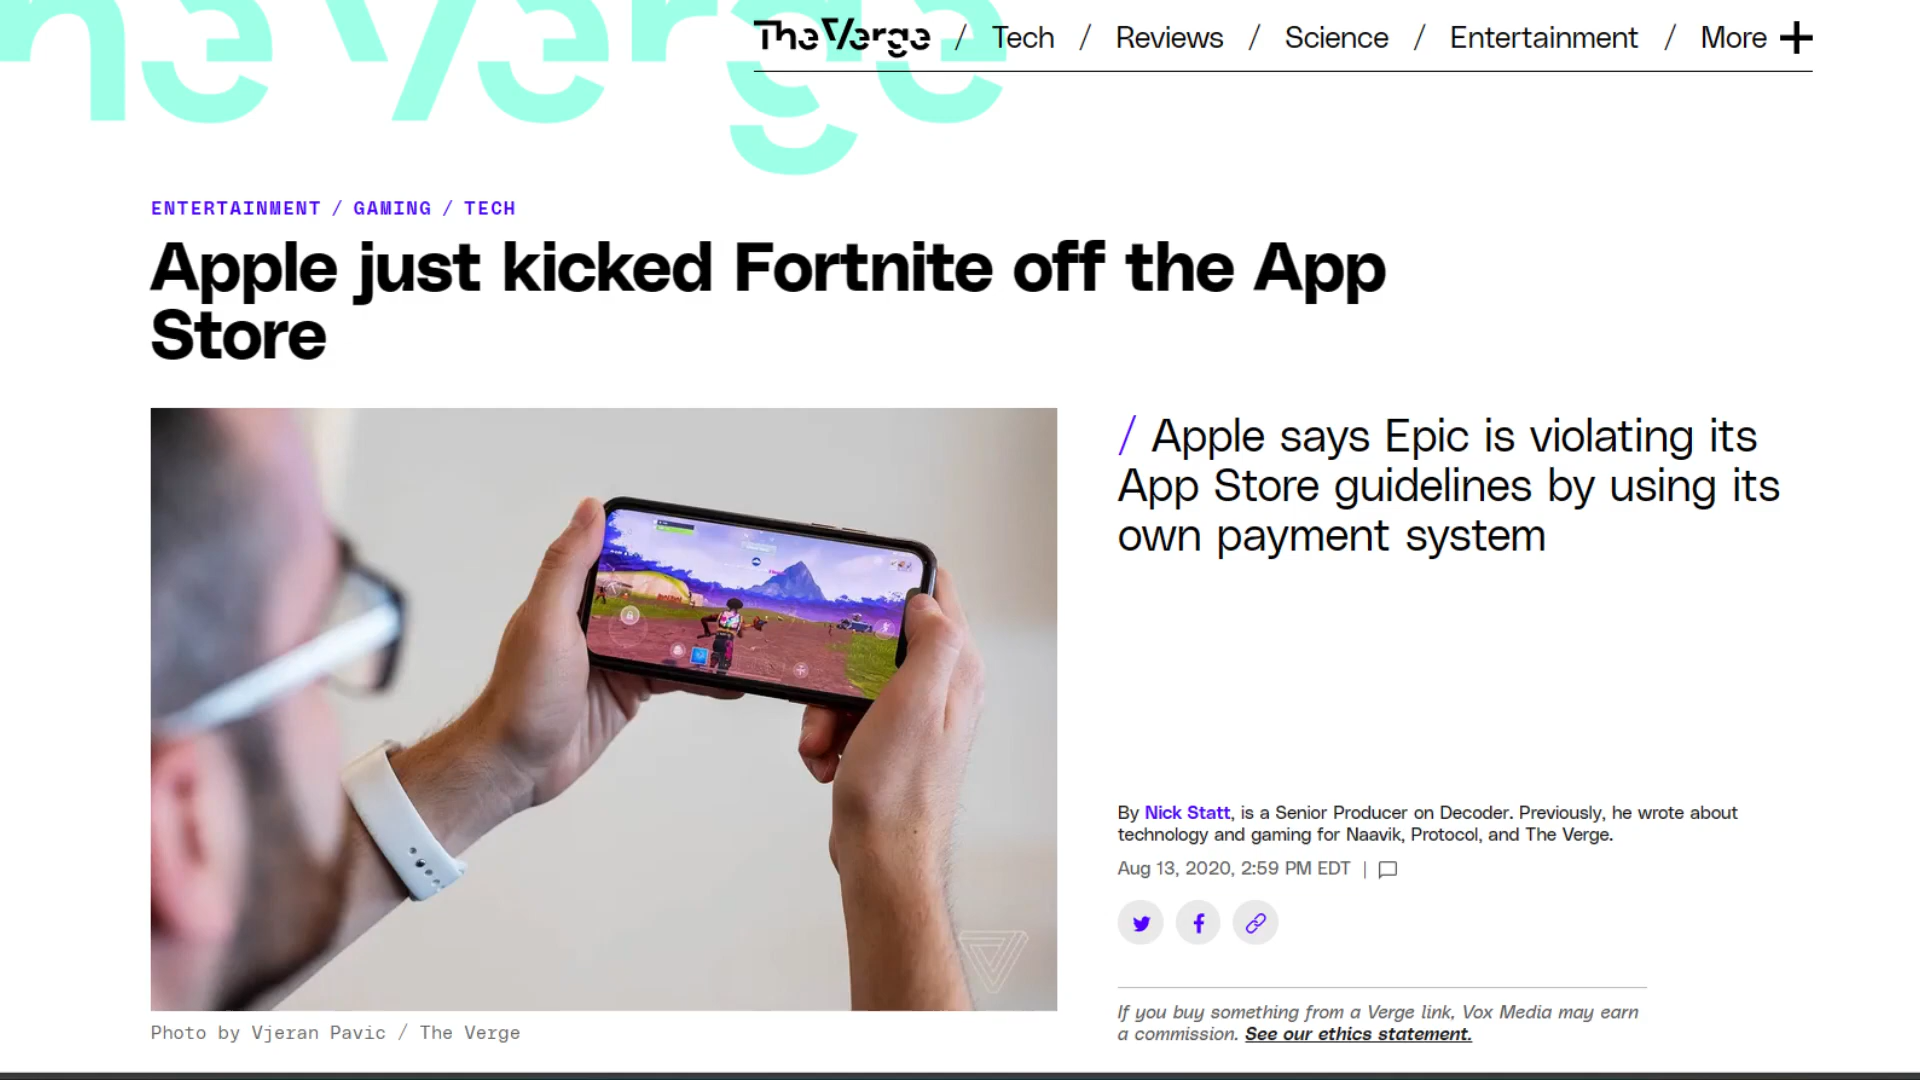 The Verge
The Verge / Tech / Reviews / Science / Entertainment / More
ENTERTAINMENT / GAMING / TECH
Apple just kicked Fortnite off the App
Store
/ Apple says Epic is violating its
App Store guidelines by using its
own payment system
By Nick Statt, is a Senior Producer on Decoder. Previously, he wrote about
technology and gaming for Naavik, Protocol, and The Verge.
Aug 13, 2020, 2:59 PM EDT |
If you buy something from a Verge link, Vox Media may earn
a commission. See our ethics statement.
Photo by Vjeran Pavic / The Verge